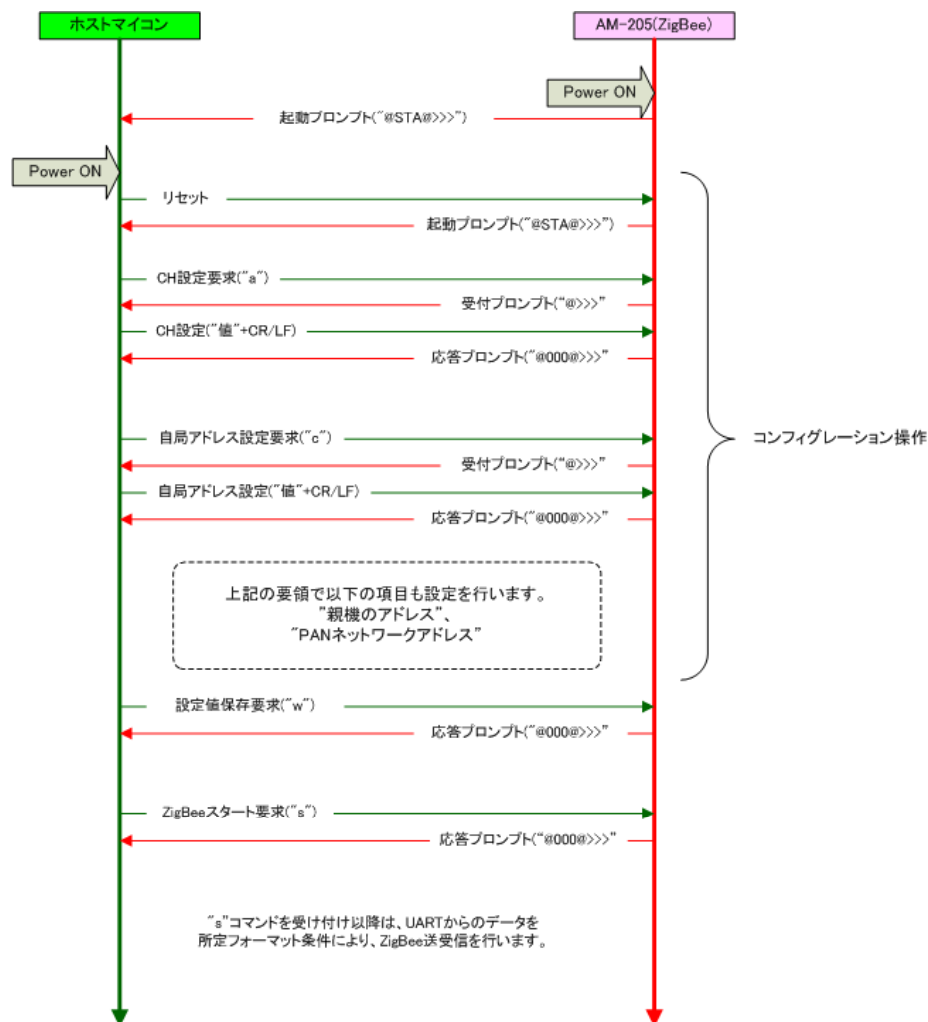 ホストマイコン
AM-205(ZigBee)
Power ON
起動プロンプト("@STA@>>>")
Power ON
リセット
起動プロンプト("@STA@>>>")
CH設定要求("a")
受付プロンプト("@>>>"
CH設定("値"+CR/LF)
応答プロンプト("@000@>>>"
自局アドレス設定要求("c")
コンフィグレーション操作
受付プロンプト("@>>>"
自局アドレス設定("値"+CR/LF)
応答プロンプト("@000@>>>"
上記の要領で以下の項目も設定を行います。
"親機のアドレス"、
"PANネットワークアドレス"
設定値保存要求("w")
応答プロンプト("@000@>>>"
ZigBeeスタート要求("s")
応答プロンプト("@000@>>>"
"s"コマンドを受け付け以降は、UARTからのデータを
所定フォーマット条件により、ZigBee送受信を行います。